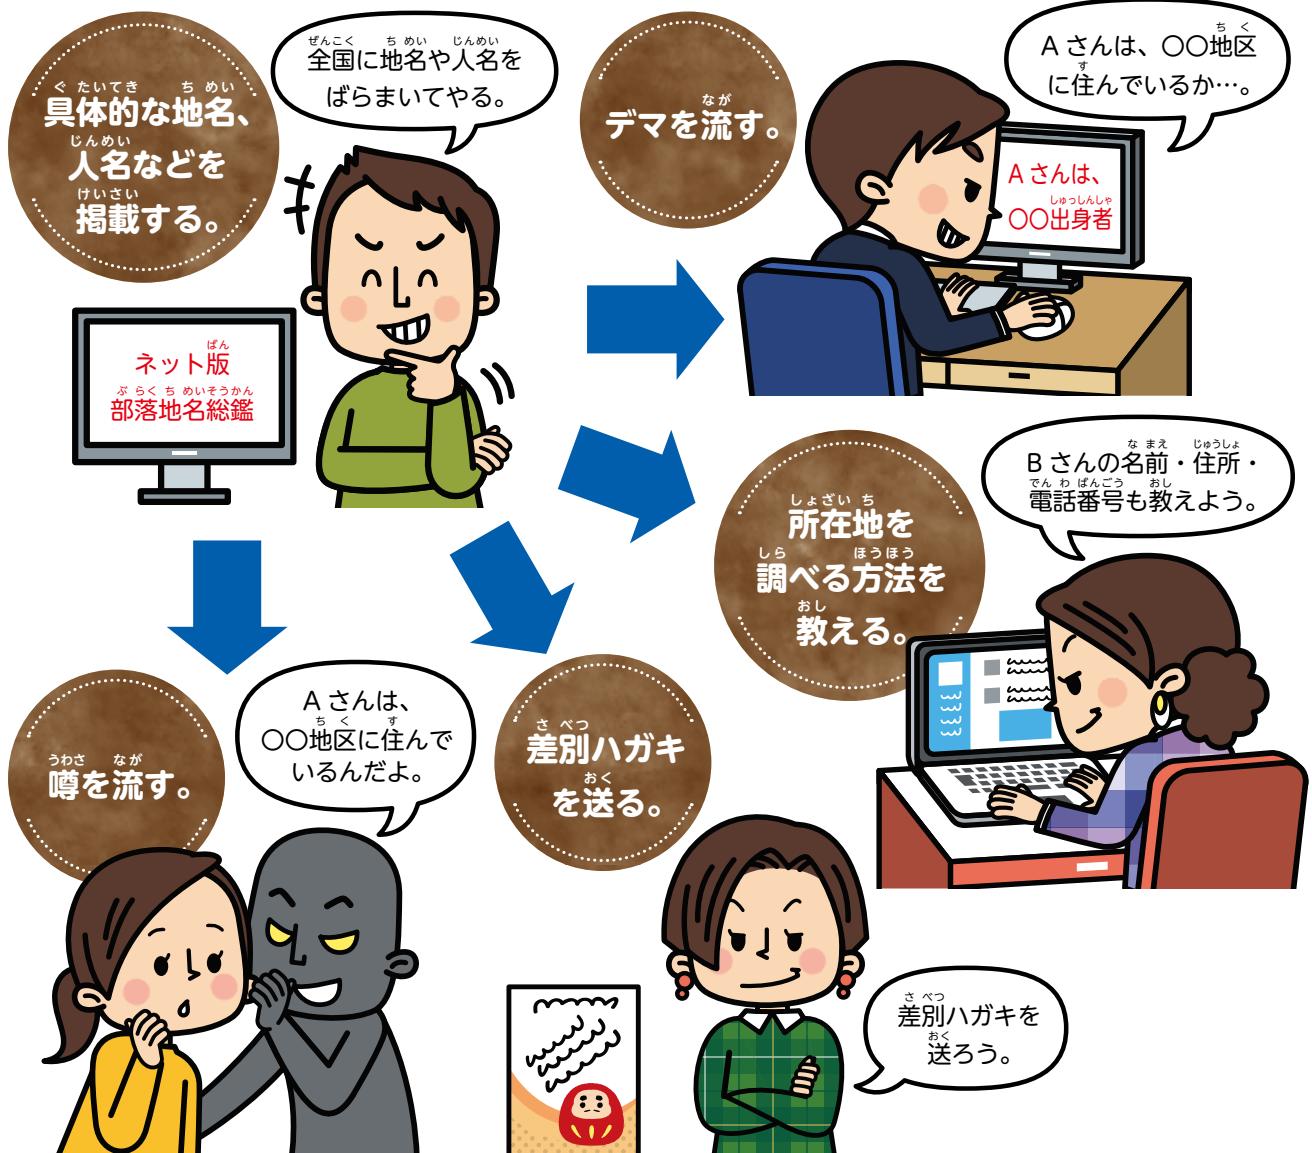 具体的な地名、
人名などを
掲載する。
全国に地名や人名を
ばらまいてやる。
ネット版
部落地名総鑑
デマを流す。
Aさんは、〇〇地区
に住んでいるか…。
Aさんは、
〇〇出身者
所在地を
調べる方法を
教える。
Bさんの名前・住所・
電話番号も教えよう。
噂を流す。
Aさんは、
〇〇地区に住んで
いるんだよ。
差別ハガキ
を送る。
差別ハガキを
送ろう。